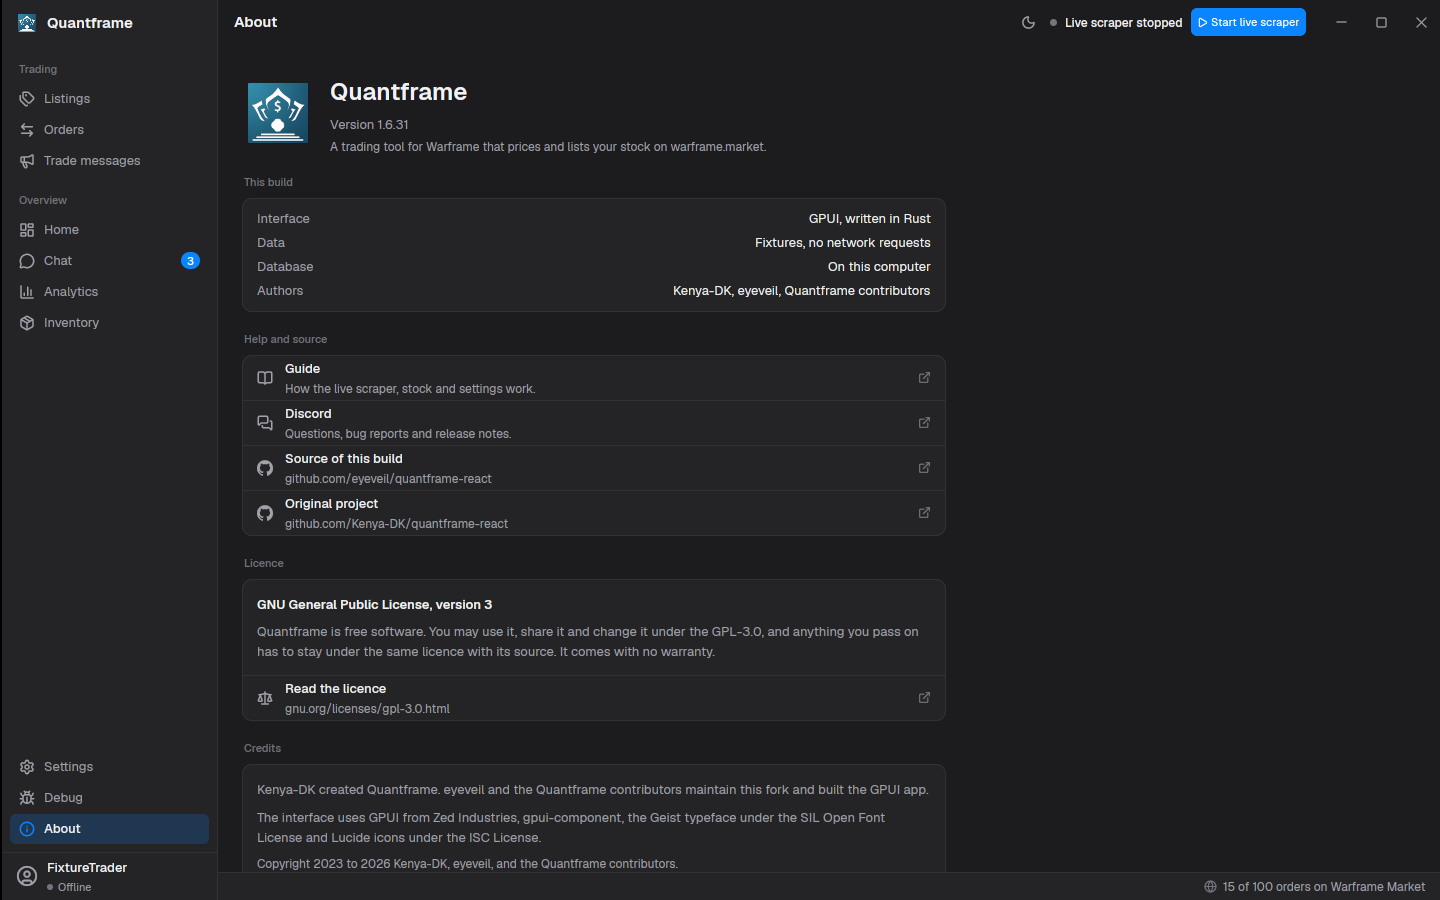 Quantframe
About
Live scraper stopped
Start live scraper
Trading
Listings
Orders
Trade messages
Overview
Home
Chat
3
Analytics
Inventory
Settings
Debug
About
FixtureTrader
Offline
$
Quantframe
Version 1.6.31
A trading tool for Warframe that prices and lists your stock on warframe.market.
This build
Interface GPUI, written in Rust
Data Fixtures, no network requests
Database On this computer
Authors Kenya-DK, eyeveil, Quantframe contributors
Help and source
Guide
How the live scraper, stock and settings work.
Discord
Questions, bug reports and release notes.
Source of this build
github.com/eyeveil/quantframe-react
Original project
github.com/Kenya-DK/quantframe-react
Licence
GNU General Public License, version 3
Quantframe is free software. You may use it, share it and change it under the GPL-3.0, and anything you pass on
has to stay under the same licence with its source. It comes with no warranty.
Read the licence
gnu.org/licenses/gpl-3.0.html
Credits
Kenya-DK created Quantframe. eyeveil and the Quantframe contributors maintain this fork and built the GPUI app.
The interface uses GPUI from Zed Industries, gpui-component, the Geist typeface under the SIL Open Font
License and Lucide icons under the ISC License.
Copyright 2023 to 2026 Kenya-DK, eyeveil, and the Quantframe contributors.
15 of 100 orders on Warframe Market